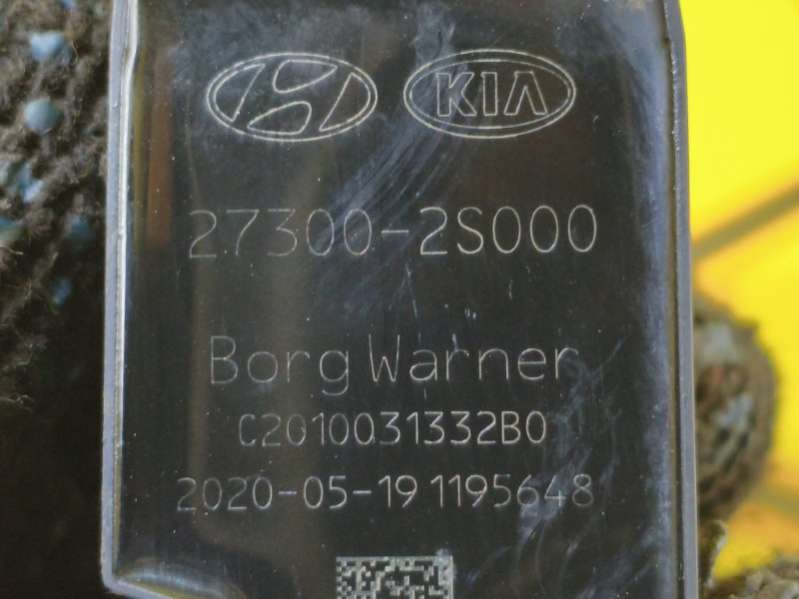 KIA
27300-2S000
Borg Warner
C2010031332B0
2020-05-19 1195648